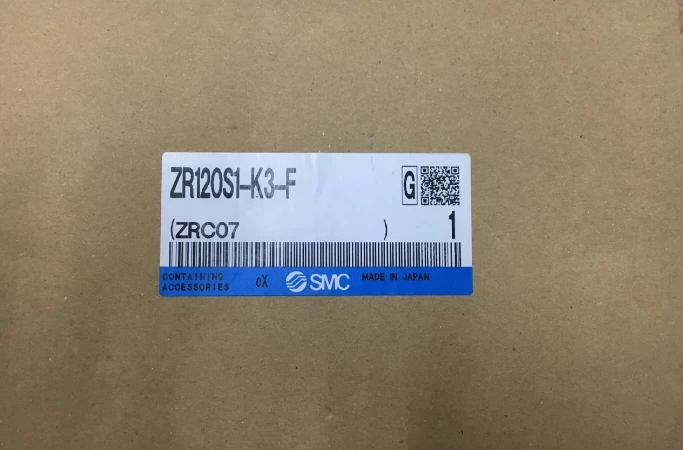 ZR120S1-K3-F
G
(ZRC07 )
1
CONTAINING
ACCESSORIES
SMC
MADE IN JAPAN